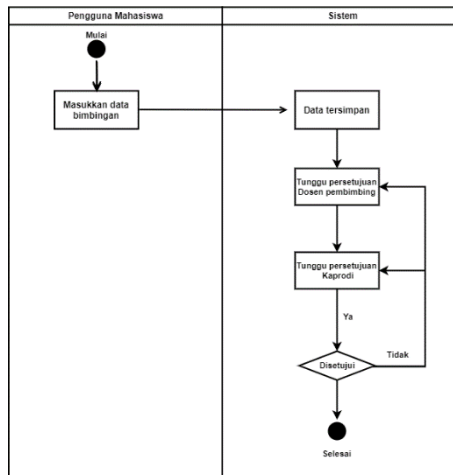 Pengguna Mahasiswa
Sistem
Mulai
Masukkan data
bimbingan
Data tersimpan
Tunggu persetujuan
Dosen pembimbing
Tunggu persetujuan
Kaprodi
Ya
Disetujui
Tidak
Selesai